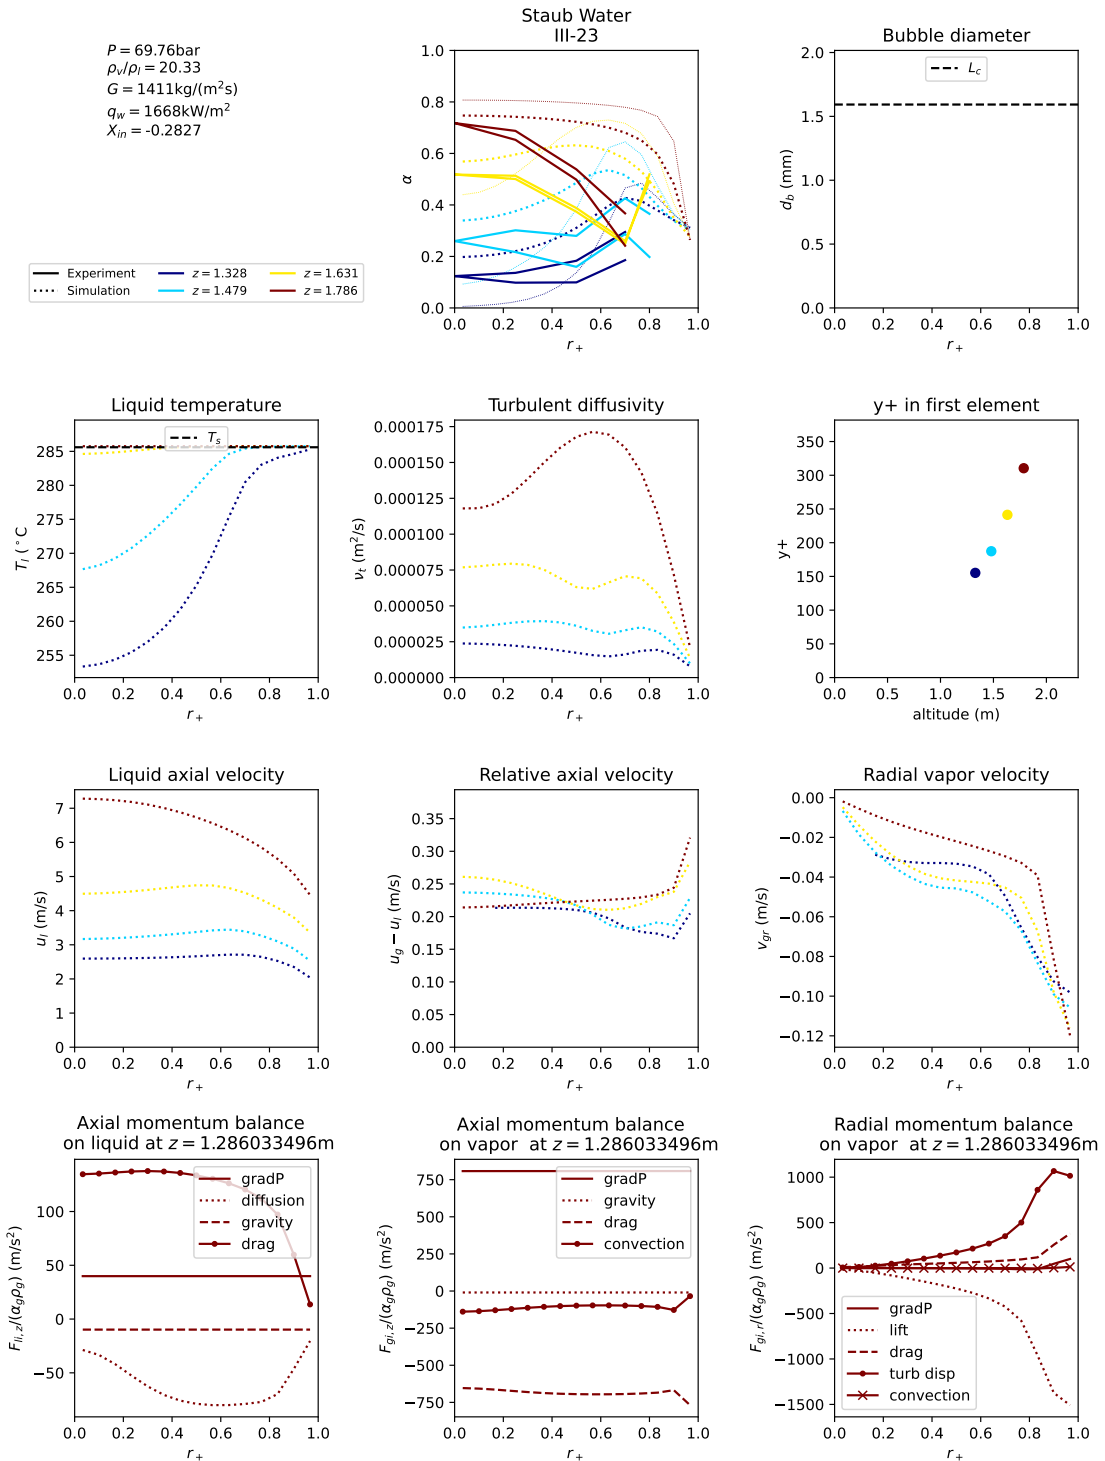 P = 69.76bar
ρᵥ/ρₗ = 20.33
G = 1411kg/(m²s)
q_w = 1668kW/m²
X_in = -0.2827
Experiment
Simulation
z = 1.328
z = 1.479
z = 1.631
z = 1.786
Staub Water
III-23
α
1.0
0.8
0.6
0.4
0.2
0.0
0.0 0.2 0.4 0.6 0.8 1.0
r₊
Bubble diameter
L_c
d_b (mm)
2.0
1.5
1.0
0.5
0.0
0.0 0.2 0.4 0.6 0.8 1.0
r₊
Liquid temperature
T_s
T_l (°C
285
280
275
270
265
260
255
0.0 0.2 0.4 0.6 0.8 1.0
r₊
Turbulent diffusivity
ν_t (m²/s)
0.000175
0.000150
0.000125
0.000100
0.000075
0.000050
0.000025
0.000000
0.0 0.2 0.4 0.6 0.8 1.0
r₊
y+ in first element
y+
350
300
250
200
150
100
50
0
0.0 0.5 1.0 1.5 2.0
altitude (m)
Liquid axial velocity
u_l (m/s)
7
6
5
4
3
2
1
0
0.0 0.2 0.4 0.6 0.8 1.0
r₊
Relative axial velocity
u_g − u_l (m/s)
0.35
0.30
0.25
0.20
0.15
0.10
0.05
0.00
0.0 0.2 0.4 0.6 0.8 1.0
r₊
Radial vapor velocity
v_gr (m/s)
0.00
−0.02
−0.04
−0.06
−0.08
−0.10
−0.12
0.0 0.2 0.4 0.6 0.8 1.0
r₊
Axial momentum balance
on liquid at z = 1.286033496m
gradP
diffusion
gravity
drag
F_li,z/(α_gρ_g) (m/s²)
100
50
0
−50
0.0 0.2 0.4 0.6 0.8 1.0
r₊
Axial momentum balance
on vapor at z = 1.286033496m
gradP
gravity
drag
convection
F_gi,z/(α_gρ_g) (m/s²)
750
500
250
0
−250
−500
−750
0.0 0.2 0.4 0.6 0.8 1.0
r₊
Radial momentum balance
on vapor at z = 1.286033496m
gradP
lift
drag
turb disp
convection
F_gi,r/(α_gρ_g) (m/s²)
1000
500
0
−500
−1000
−1500
0.0 0.2 0.4 0.6 0.8 1.0
r₊